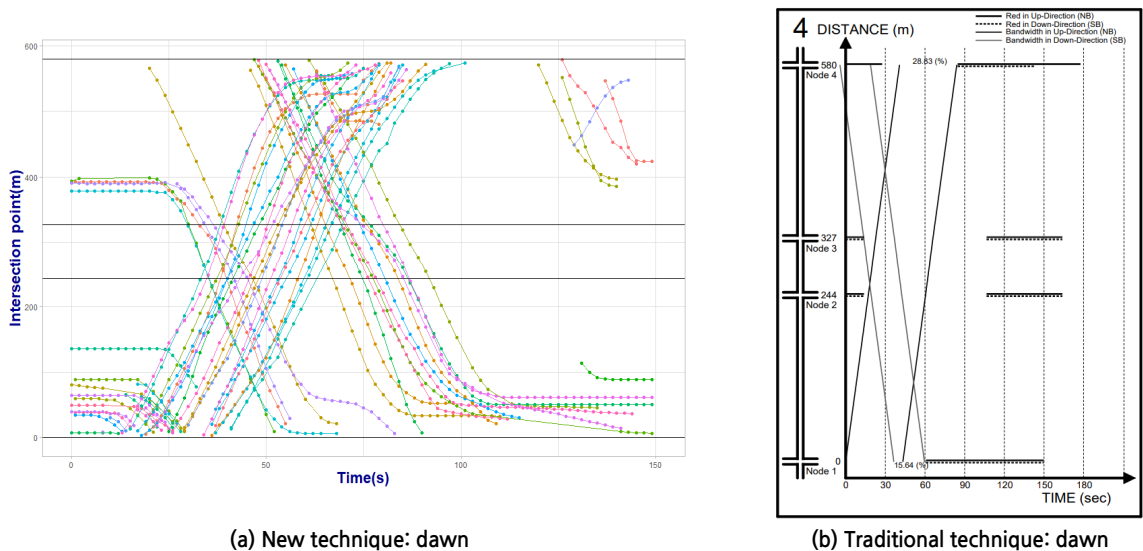 600
400
200
0
Intersection point(m)
0
50
100
150
Time(s)
(a) New technique: dawn
4 DISTANCE (m)
Red in Up-Direction (NB)
Red in Down-Direction (SB)
Bandwidth in Up-Direction (NB)
Bandwidth in Down-Direction (SB)
28.83 (%)
580
Node 4
327
Node 3
244
Node 2
0
Node 1
15.64 (%)
0 30 60 90 120 150 180
TIME (sec)
(b) Traditional technique: dawn